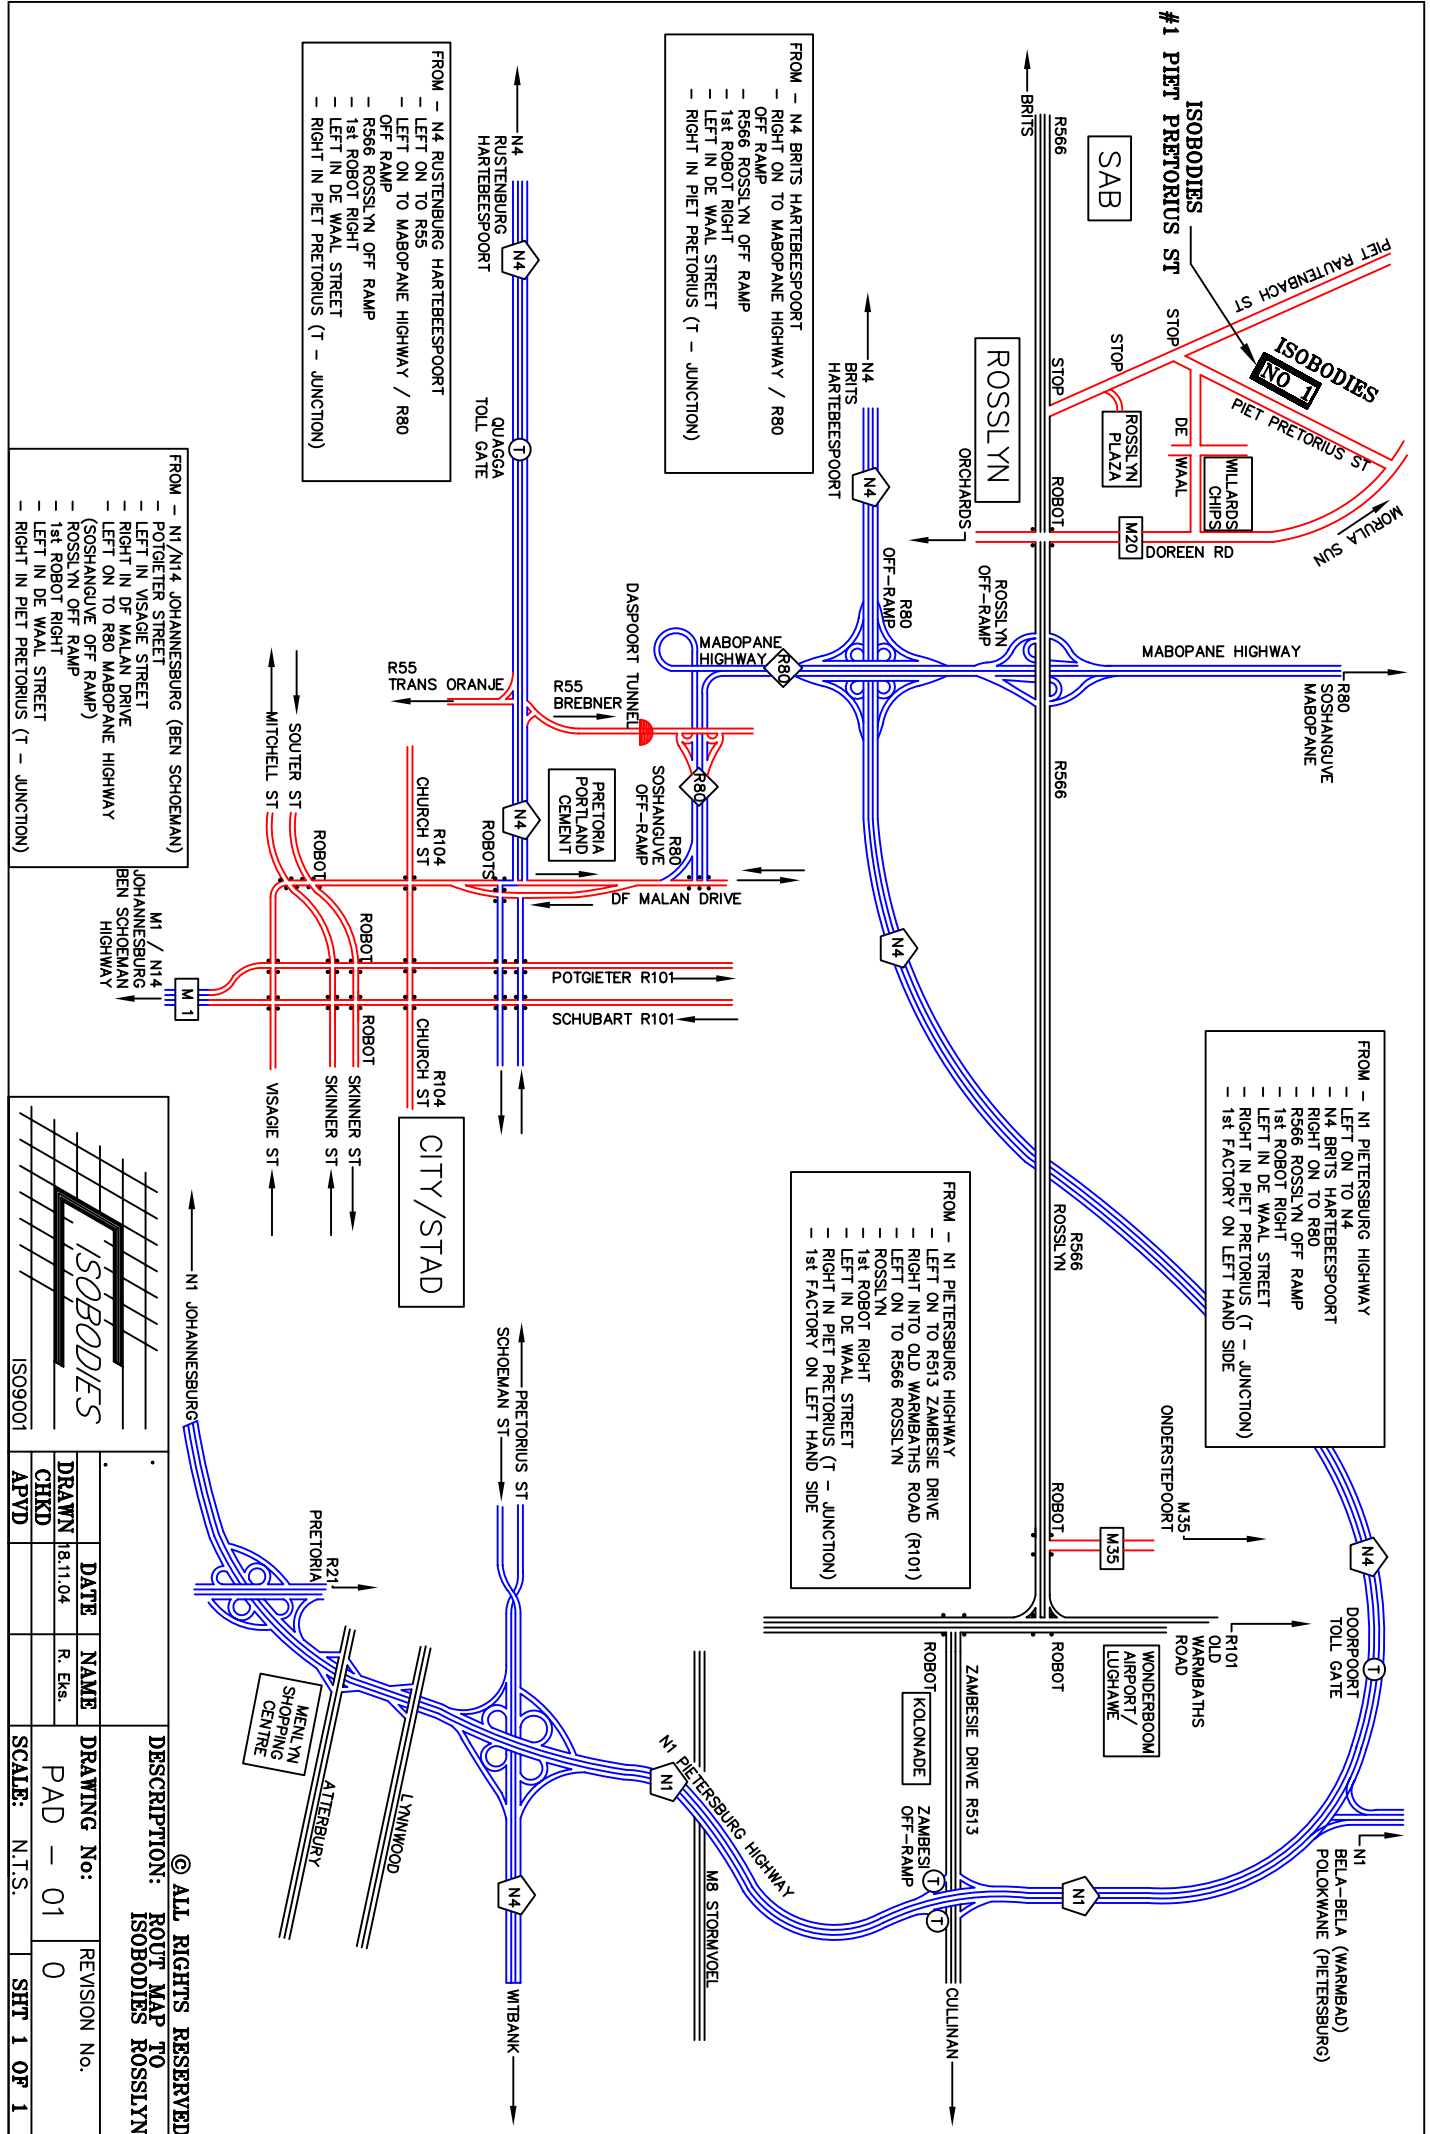 ISOBODIES
#1 PIET PRETORIUS ST
SAB
ISOBODIES
NO 1
PIET RAUTENBACH ST
PIET PRETORIUS ST
MORULA SUN
STOP
STOP
STOP
DE
WAAL
WILLARDS
CHIPS
ROSSLYN
PLAZA
M20
DOREEN RD
R566
BRITS
ROSSLYN
ROBOT
ORCHARDS
ROSSLYN
OFF-RAMP
MABOPANE HIGHWAY
R80
SOSHANGUVE
MABOPANE
R566
FROM - N4 BRITS HARTEBEESPOORT
- RIGHT ON TO MABOPANE HIGHWAY / R80
OFF RAMP
- R566 ROSSLYN OFF RAMP
- 1st ROBOT RIGHT
- LEFT IN DE WAAL STREET
- RIGHT IN PIET PRETORIUS (T - JUNCTION)
N4
BRITS
HARTEBEESPOORT
N4
R80
OFF-RAMP
MABOPANE
HIGHWAY
R80
N4
FROM - N4 RUSTENBURG HARTEBEESPOORT
- LEFT ON TO R55
- LEFT ON TO MABOPANE HIGHWAY / R80
OFF RAMP
- R566 ROSSLYN OFF RAMP
- 1st ROBOT RIGHT
- LEFT IN DE WAAL STREET
- RIGHT IN PIET PRETORIUS (T - JUNCTION)
N4
RUSTENBURG
HARTEBEESPOORT
N4
QUAGGA
TOLL GATE
T
DASPOORT TUNNEL
R55
BREBNER
R55
TRANS ORANJE
R80
SOSHANGUVE
OFF-RAMP
R80
PRETORIA
PORTLAND
CEMENT
N4
ROBOTS
DF MALAN DRIVE
R104
CHURCH ST
SOUTER ST
MITCHELL ST
ROBOT
ROBOT
POTGIETER R101
SCHUBART R101
ROBOT
R104
CHURCH ST
SKINNER ST
SKINNER ST
VISAGIE ST
CITY/STAD
FROM - N1/N14 JOHANNESBURG (BEN SCHOEMAN)
- POTGIETER STREET
- LEFT IN VISAGIE STREET
- RIGHT IN DF MALAN DRIVE
- LEFT ON TO R80 MABOPANE HIGHWAY
(SOSHANGUVE OFF RAMP)
- ROSSLYN OFF RAMP
- 1st ROBOT RIGHT
- LEFT IN DE WAAL STREET
- RIGHT IN PIET PRETORIUS (T - JUNCTION)
M1 / N14
JOHANNESBURG
BEN SCHOEMAN
HIGHWAY
M 1
FROM - N1 PIETERSBURG HIGHWAY
- LEFT ON TO N4
- N4 BRITS HARTEBEESPOORT
- RIGHT ON TO R80
- R566 ROSSLYN OFF RAMP
- 1st ROBOT RIGHT
- LEFT IN DE WAAL STREET
- RIGHT IN PIET PRETORIUS (T - JUNCTION)
- 1st FACTORY ON LEFT HAND SIDE
R566
ROSSLYN
FROM - N1 PIETERSBURG HIGHWAY
- LEFT ON TO R513 ZAMBESIE DRIVE
- RIGHT INTO OLD WARMBATHS ROAD (R101)
- LEFT ON TO R566 ROSSLYN
- ROSSLYN
- 1st ROBOT RIGHT
- LEFT IN DE WAAL STREET
- RIGHT IN PIET PRETORIUS (T - JUNCTION)
- 1st FACTORY ON LEFT HAND SIDE
M35
ONDERSTEPOORT
ROBOT
M35
N4
DOORPOORT
TOLL GATE
T
R101
OLD
WARMBATHS
ROAD
WONDERBOOM
AIRPORT/
LUGHAWE
ROBOT
ROBOT
KOLONADE
ZAMBESIE DRIVE R513
ZAMBESI
OFF-RAMP
T
T
N1
N1
BELA-BELA (WARMBAD)
POLOKWANE (PIETERSBURG)
CULLINAN
N1 PIETERSBURG HIGHWAY
N1
M8 STORMVOEL
PRETORIUS ST
SCHOEMAN ST
N4
WITBANK
LYNNWOOD
ATTERBURY
MENLYN
SHOPPING
CENTRE
R21
PRETORIA
N1 JOHANNESBURG
ISOBODIES
ISO9001
© ALL RIGHTS RESERVED
DESCRIPTION: ROUT MAP TO
ISOBODIES ROSSLYN
DATE NAME
DRAWN 18.11.04 R. Eks.
CHKD
APVD
DRAWING No:
PAD - 01
REVISION No.
0
SCALE: N.T.S.
SHT 1 OF 1